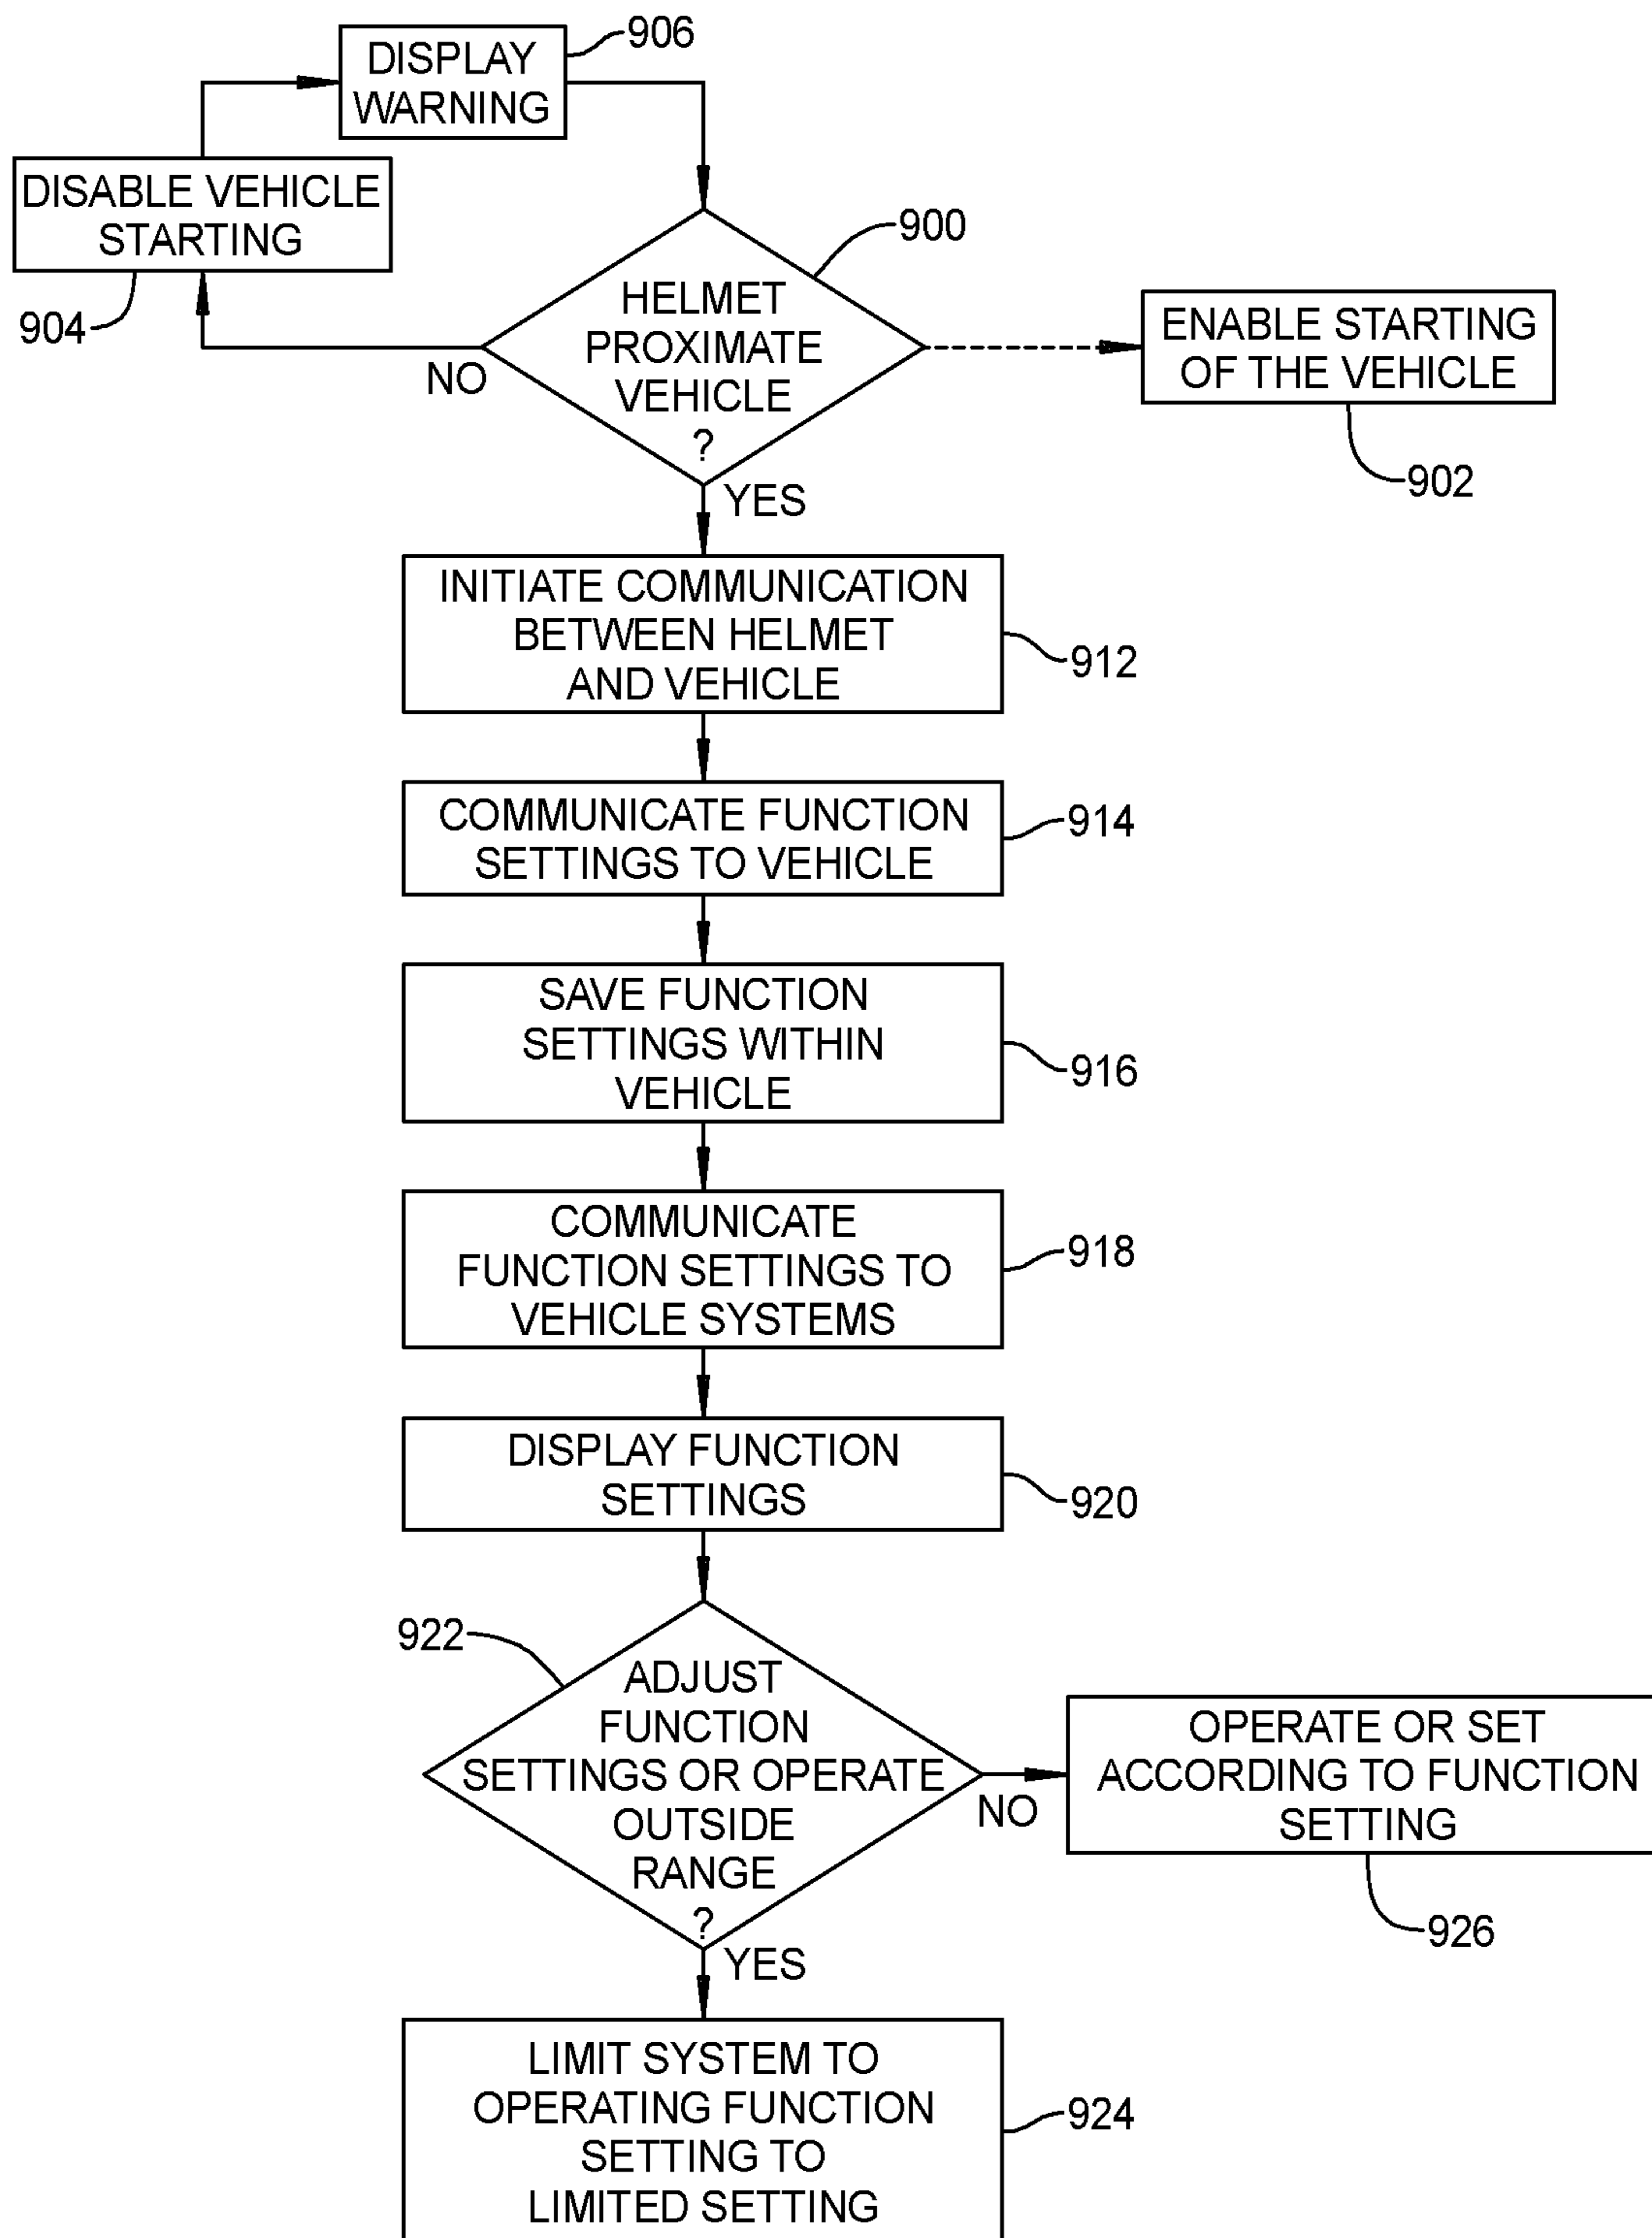 906
DISPLAY
WARNING
DISABLE VEHICLE
STARTING
904
900
HELMET
PROXIMATE
VEHICLE
?
NO
YES
ENABLE STARTING
OF THE VEHICLE
902
INITIATE COMMUNICATION
BETWEEN HELMET
AND VEHICLE
912
COMMUNICATE FUNCTION
SETTINGS TO VEHICLE
914
SAVE FUNCTION
SETTINGS WITHIN
VEHICLE
916
COMMUNICATE
FUNCTION SETTINGS TO
VEHICLE SYSTEMS
918
DISPLAY FUNCTION
SETTINGS
920
922
ADJUST
FUNCTION
SETTINGS OR OPERATE
OUTSIDE
RANGE
?
NO
YES
OPERATE OR SET
ACCORDING TO FUNCTION
SETTING
926
LIMIT SYSTEM TO
OPERATING FUNCTION
SETTING TO
LIMITED SETTING
924